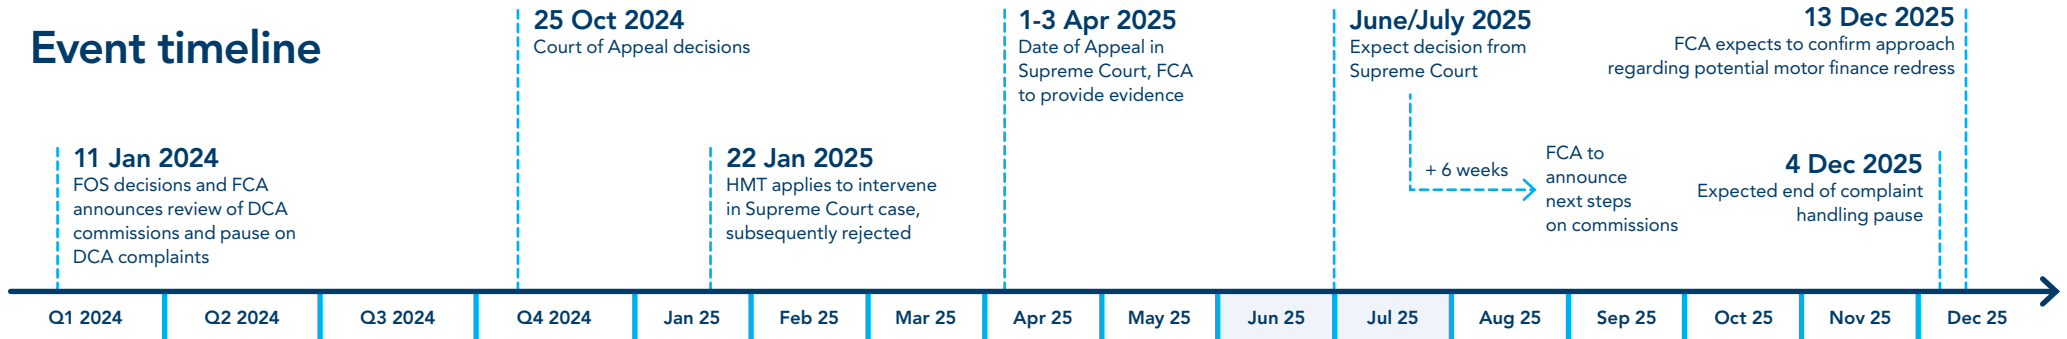 Event timeline
11 Jan 2024
FOS decisions and FCA
announces review of DCA
commissions and pause on
DCA complaints
25 Oct 2024
Court of Appeal decisions
22 Jan 2025
HMT applies to intervene
in Supreme Court case,
subsequently rejected
1-3 Apr 2025
Date of Appeal in
Supreme Court, FCA
to provide evidence
June/July 2025
Expect decision from
Supreme Court
+ 6 weeks
FCA to
announce
next steps
on commissions
13 Dec 2025
FCA expects to confirm approach
regarding potential motor finance redress
4 Dec 2025
Expected end of complaint
handling pause
Q1 2024
Q2 2024
Q3 2024
Q4 2024
Jan 25
Feb 25
Mar 25
Apr 25
May 25
Jun 25
Jul 25
Aug 25
Sep 25
Oct 25
Nov 25
Dec 25